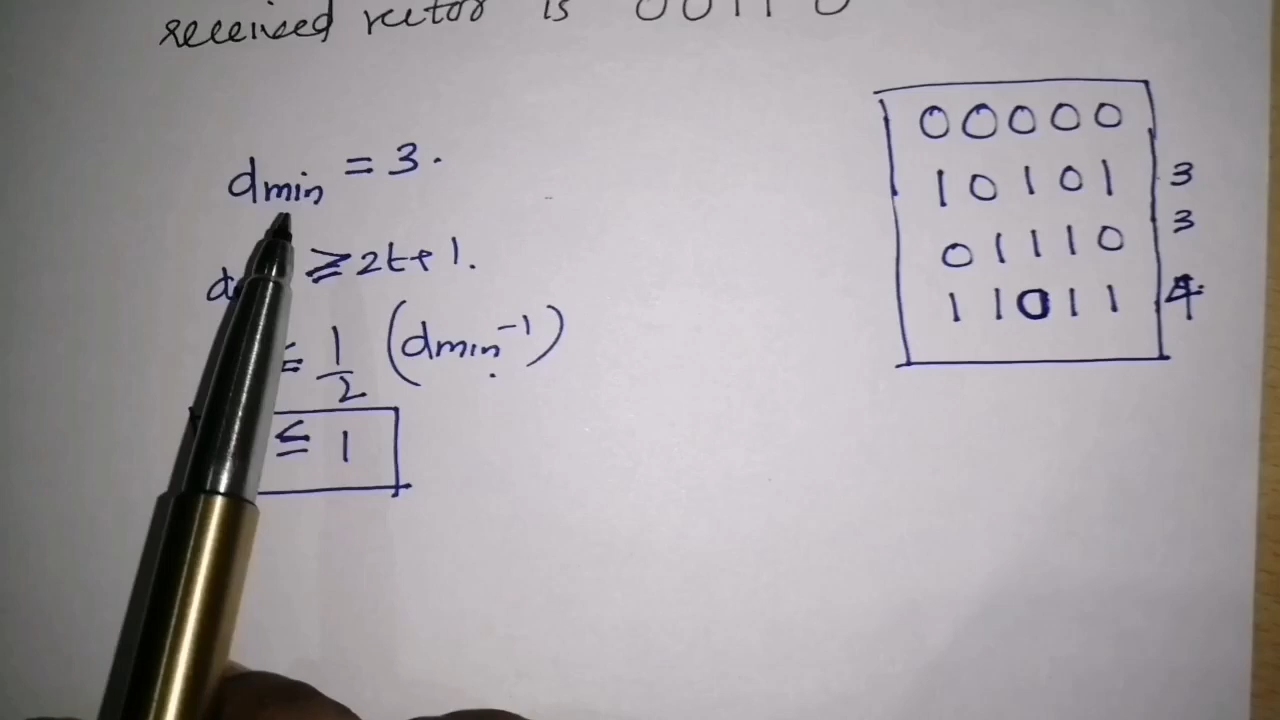 received vector is 00110
dmin = 3.
≥ 2t+1.
≤ 1/2 (dmin -1)
≤ 1
00000
10101 3
01110 3
11011 4